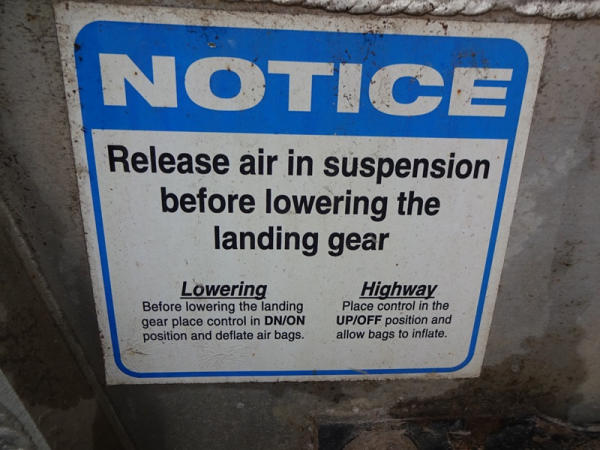 NOTICE
Release air in suspension
before lowering the
landing gear
Lowering
Before lowering the landing
gear place control in DN/ON
position and deflate air bags.
Highway
Place control in the
UP/OFF position and
allow bags to inflate.